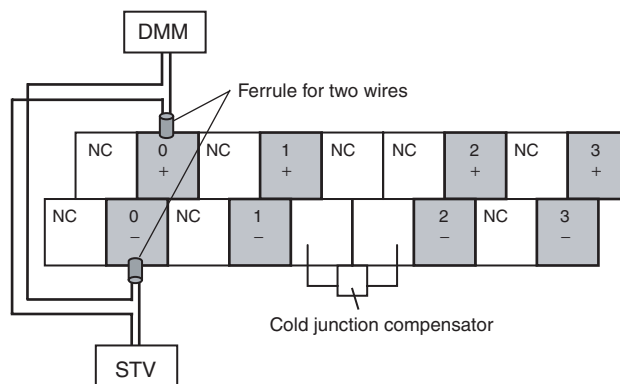 DMM
Ferrule for two wires
NC 0 NC 1 NC NC 2 NC 3
+ + + +
NC 0 NC 1 2 NC 3
– – – –
Cold junction compensator
STV